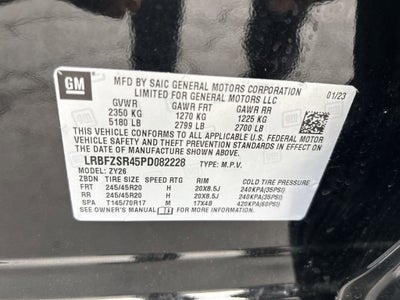 GM
MFD BY SAIC GENERAL MOTORS CORPORATION 01/23
LIMITED FOR GENERAL MOTORS LLC
GVWR GAWR FRT GAWR RR
2350 KG 1270 KG 1225 KG
5180 LB 2799 LB 2700 LB
THIS VEHICLE CONFORMS TO ALL APPLICABLE U.S. FEDERAL MOTOR
VEHICLE SAFETY AND THEFT PREVENTION STANDARDS IN EFFECT
ON THE DATE OF MANUFACTURE SHOWN ABOVE.
LRBFZSR45PD082228 TYPE: M.P.V.
MODEL: ZY26
ZBDN TIRE SIZE SPEED RTG RIM COLD TIRE PRESSURE
FRT 245/45R20 H 20X8.5J 240KPA(35PSI)
RR 245/45R20 H 20X8.5J 240KPA(35PSI)
SPA T145/70R17 M 17X4B 420KPA(60PSI)
SEE OWNER'S MANUAL FOR ADDITIONAL INFORMATION.